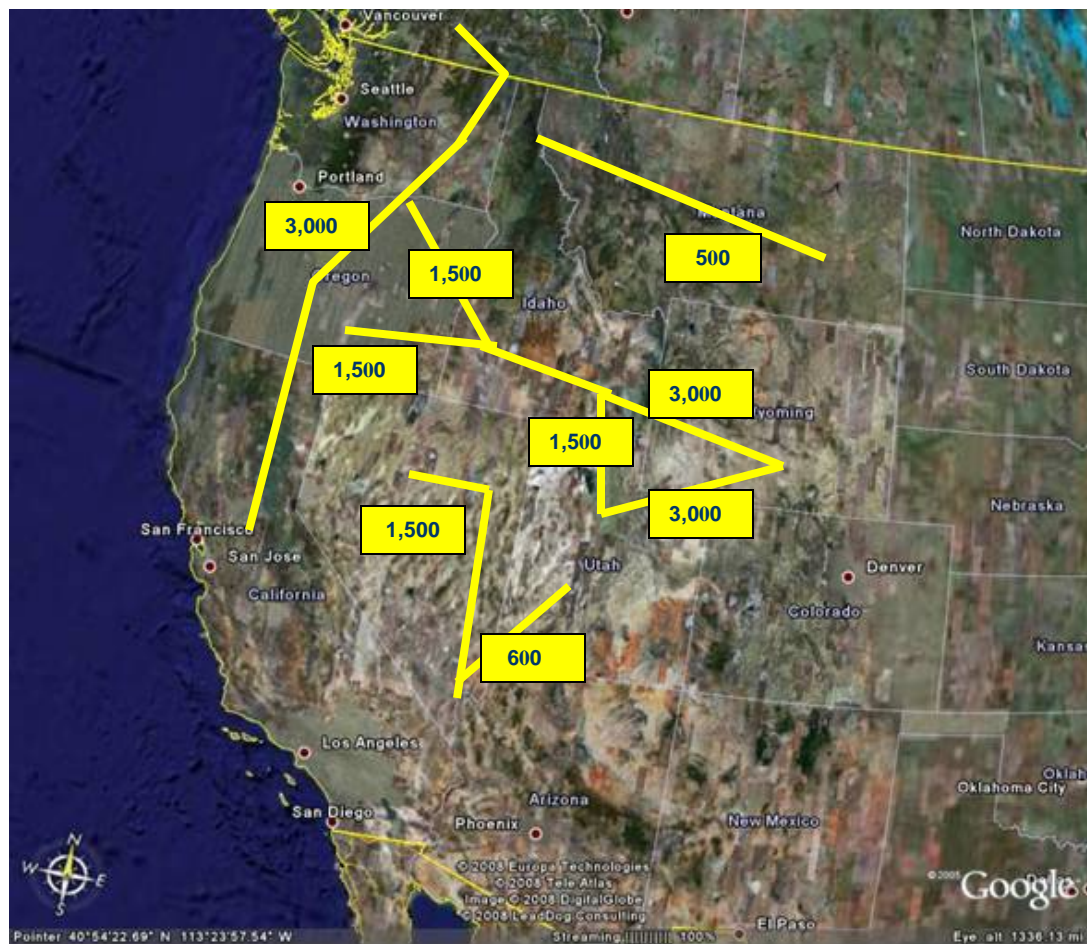 Vancouver
Seattle
Washington
Portland
3,000
Montana
North Dakota
500
Oregon
1,500
Idaho
1,500
South Dakota
3,000
Wyoming
1,500
Nebraska
3,000
1,500
San Francisco
San Jose
Utah
Denver
California
Colorado
Kansas
600
Los Angeles
Oklah
Oklahoma City
Arizona
San Diego
Phoenix
New Mexico
N
W E
S
© 2008 Europa Technologies
© 2008 Tele Atlas
Image © 2008 DigitalGlobe
© 2008 LeadDog Consulting
©2005 Google
El Paso
Pointer 40°54'22.69" N 113°23'57.54" W
Streaming |||||||||| 100%
Eye alt 1336.13 mi